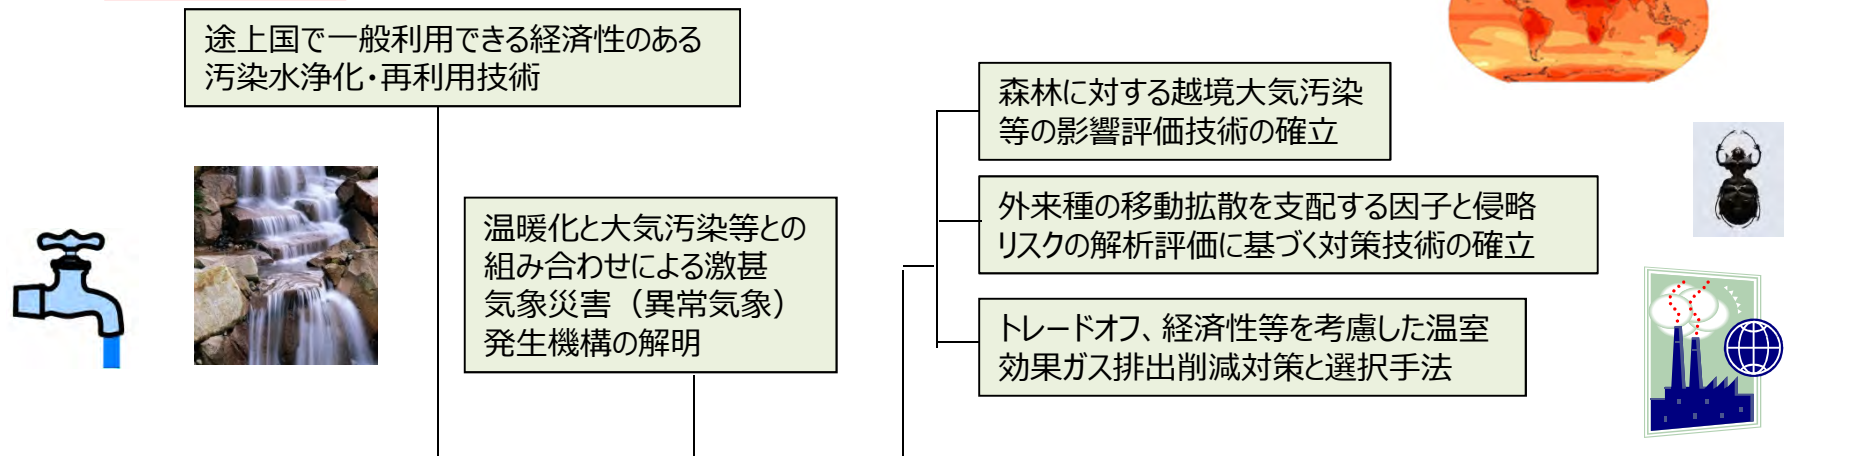 途上国で一般利用できる経済性のある
汚染水浄化・再利用技術
温暖化と大気汚染等との
組み合わせによる激甚
気象災害（異常気象）
発生機構の解明
森林に対する越境大気汚染
等の影響評価技術の確立
外来種の移動拡散を支配する因子と侵略
リスクの解析評価に基づく対策技術の確立
トレードオフ、経済性等を考慮した温室
効果ガス排出削減対策と選択手法